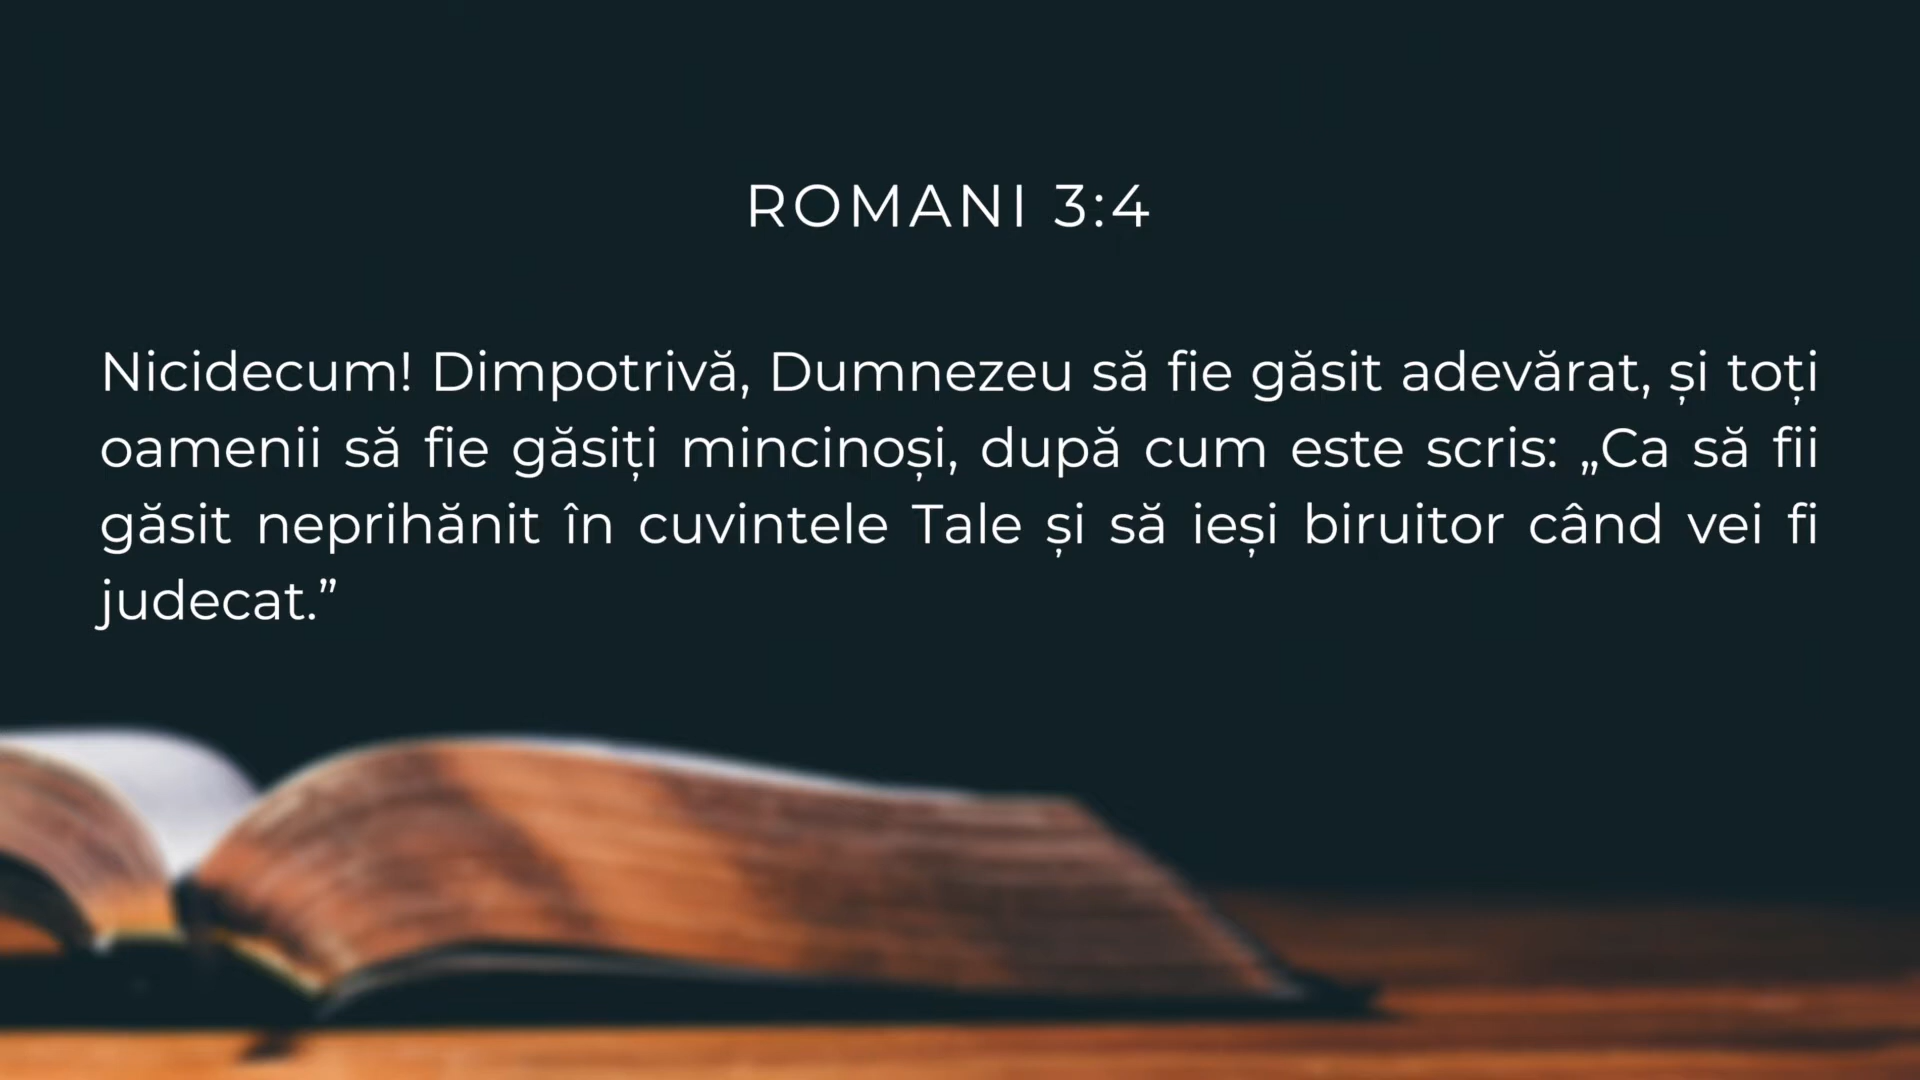 ROMANI 3:4
Nicidecum! Dimpotrivă, Dumnezeu să fie găsit adevărat, și toți
oamenii să fie găsiți mincinoși, după cum este scris: „Ca să fii
găsit neprihănit în cuvintele Tale și să ieși biruitor când vei fi
judecat.”